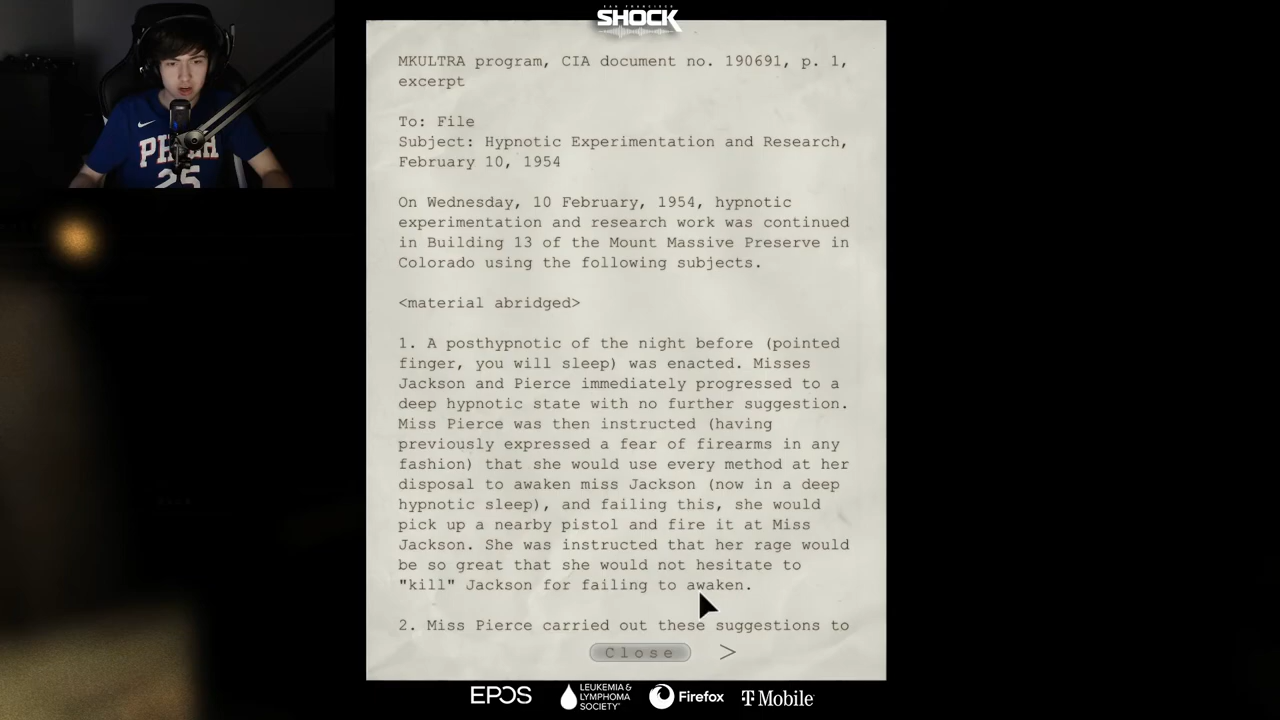 SAN FRANCISCO
SHOCK
MKULTRA program, CIA document no. 190691, p. 1,
excerpt
To: File
Subject: Hypnotic Experimentation and Research,
February 10, 1954
On Wednesday, 10 February, 1954, hypnotic
experimentation and research work was continued
in Building 13 of the Mount Massive Preserve in
Colorado using the following subjects.
<material abridged>
1. A posthypnotic of the night before (pointed
finger, you will sleep) was enacted. Misses
Jackson and Pierce immediately progressed to a
deep hypnotic state with no further suggestion.
Miss Pierce was then instructed (having
previously expressed a fear of firearms in any
fashion) that she would use every method at her
disposal to awaken miss Jackson (now in a deep
hypnotic sleep), and failing this, she would
pick up a nearby pistol and fire it at Miss
Jackson. She was instructed that her rage would
be so great that she would not hesitate to
"kill" Jackson for failing to awaken.
2. Miss Pierce carried out these suggestions to
Close >
25
EPOS
LEUKEMIA &
LYMPHOMA
SOCIETY
Firefox
T Mobile